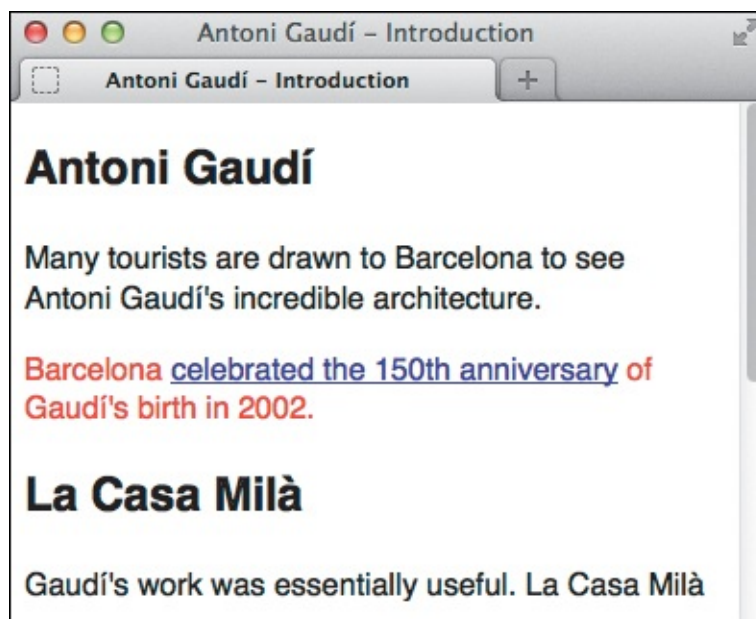 Antoni Gaudí – Introduction
Antoni Gaudí – Introduction
+
Antoni Gaudí
Many tourists are drawn to Barcelona to see
Antoni Gaudí's incredible architecture.
Barcelona celebrated the 150th anniversary of
Gaudí's birth in 2002.
La Casa Milà
Gaudí's work was essentially useful. La Casa Milà